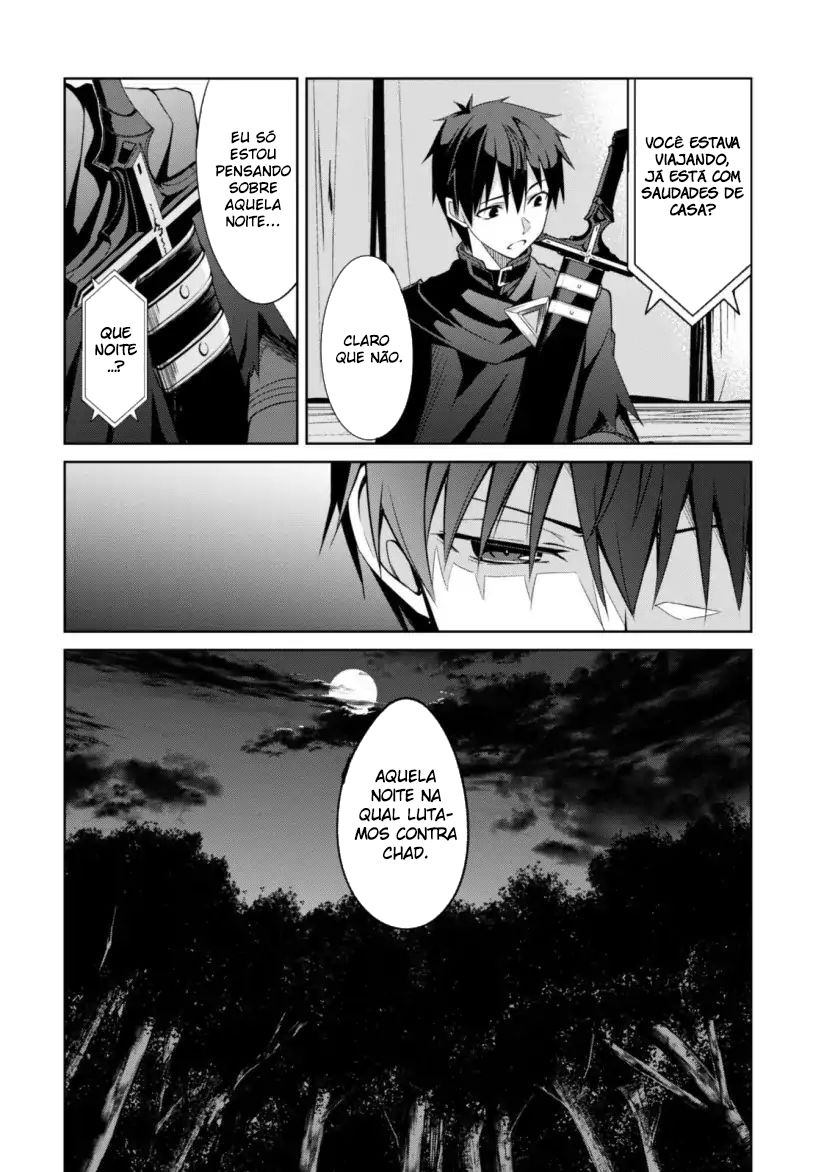 VOCÊ ESTAVA
VIAJANDO,
JÁ ESTÁ COM
SAUDADES DE
CASA?
CLARO
QUE NÃO.
EU SÓ
ESTOU
PENSANDO
SOBRE
AQUELA
NOITE...
QUE
NOITE
...?
AQUELA
NOITE NA
QUAL LUTA-
MOS CONTRA
CHAD.